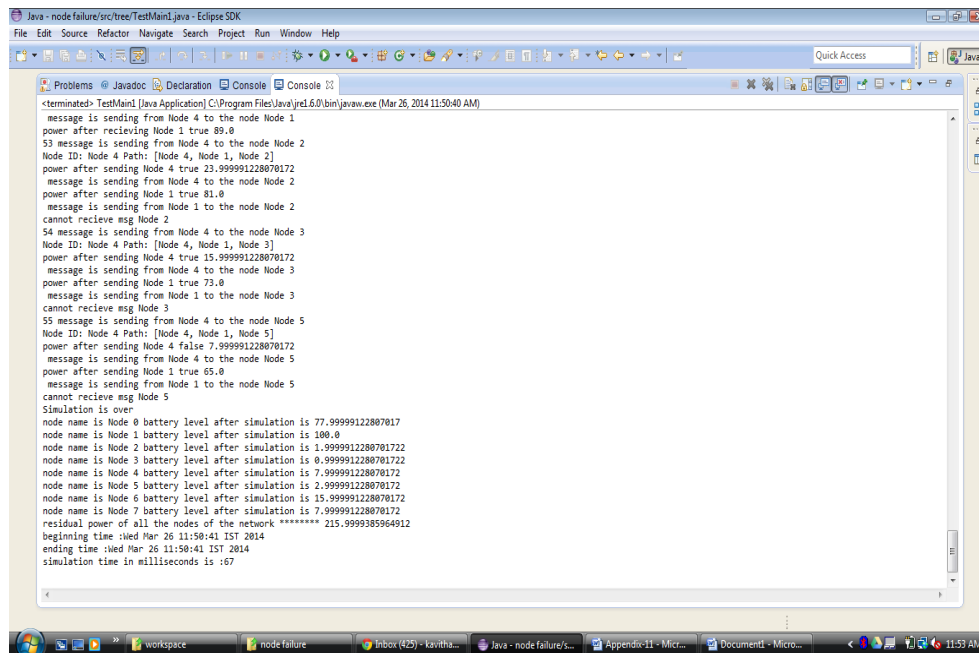 Java - node failure/src/tree/TestMain1.java - Eclipse SDK
File Edit Source Refactor Navigate Search Project Run Window Help
Quick Access
Java
Problems @ Javadoc Declaration Console Console
<terminated> TestMain1 [Java Application] C:\Program Files\Java\jre1.6.0\bin\javaw.exe (Mar 26, 2014 11:50:40 AM)
message is sending from Node 4 to the node Node 1
power after recieving Node 1 true 89.0
53 message is sending from Node 4 to the node Node 2
Node ID: Node 4 Path: [Node 4, Node 1, Node 2]
power after sending Node 4 true 23.999991228070172
message is sending from Node 4 to the node Node 2
power after sending Node 1 true 81.0
message is sending from Node 1 to the node Node 2
cannot recieve msg Node 2
54 message is sending from Node 4 to the node Node 3
Node ID: Node 4 Path: [Node 4, Node 1, Node 3]
power after sending Node 4 true 15.999991228070172
message is sending from Node 4 to the node Node 3
power after sending Node 1 true 73.0
message is sending from Node 1 to the node Node 3
cannot recieve msg Node 3
55 message is sending from Node 4 to the node Node 5
Node ID: Node 4 Path: [Node 4, Node 1, Node 5]
power after sending Node 4 false 7.999991228070172
message is sending from Node 4 to the node Node 5
power after sending Node 1 true 65.0
message is sending from Node 1 to the node Node 5
cannot recieve msg Node 5
Simulation is over
node name is Node 0 battery level after simulation is 77.99999122807017
node name is Node 1 battery level after simulation is 100.0
node name is Node 2 battery level after simulation is 1.9999912280701722
node name is Node 3 battery level after simulation is 0.9999912280701722
node name is Node 4 battery level after simulation is 7.999991228070172
node name is Node 5 battery level after simulation is 2.999991228070172
node name is Node 6 battery level after simulation is 15.999991228070172
node name is Node 7 battery level after simulation is 7.999991228070172
residual power of all the nodes of the network ******** 215.9999385964912
beginning time :Wed Mar 26 11:50:41 IST 2014
ending time :Wed Mar 26 11:50:41 IST 2014
simulation time in milliseconds is :67
workspace
node failure
Inbox (425) - kavitha...
Java - node failure/s...
Appendix-11 - Micr...
Document1 - Micro...
11:53 AM